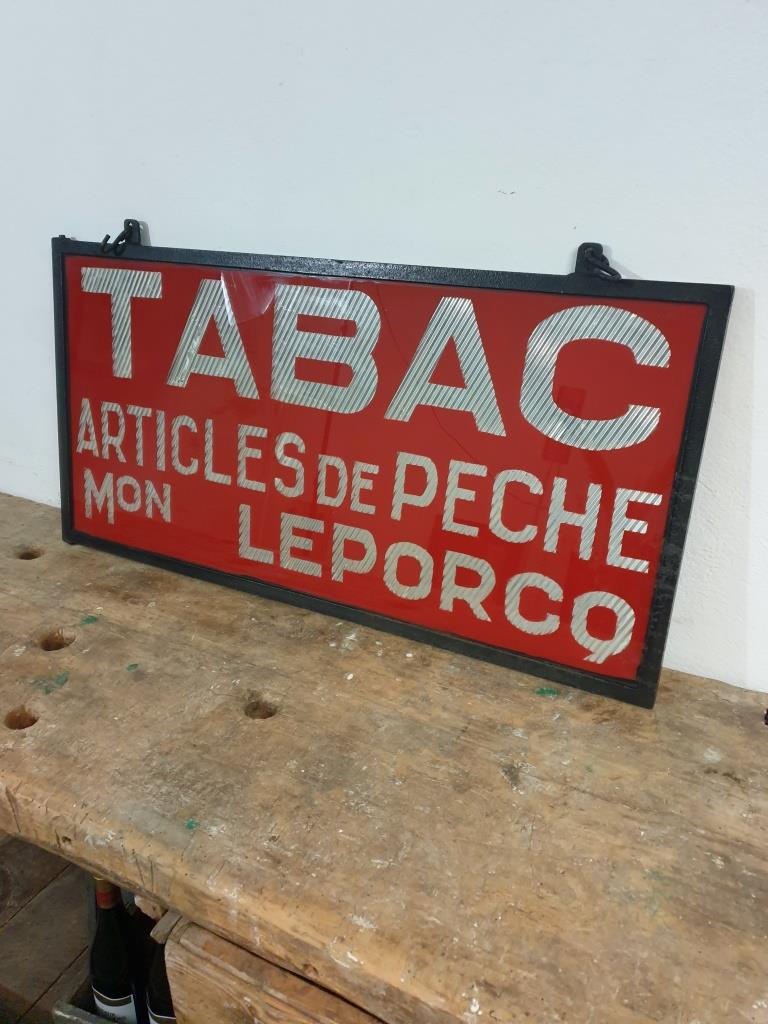 TABAC
ARTICLES DE PECHE
MON LEPORCQ